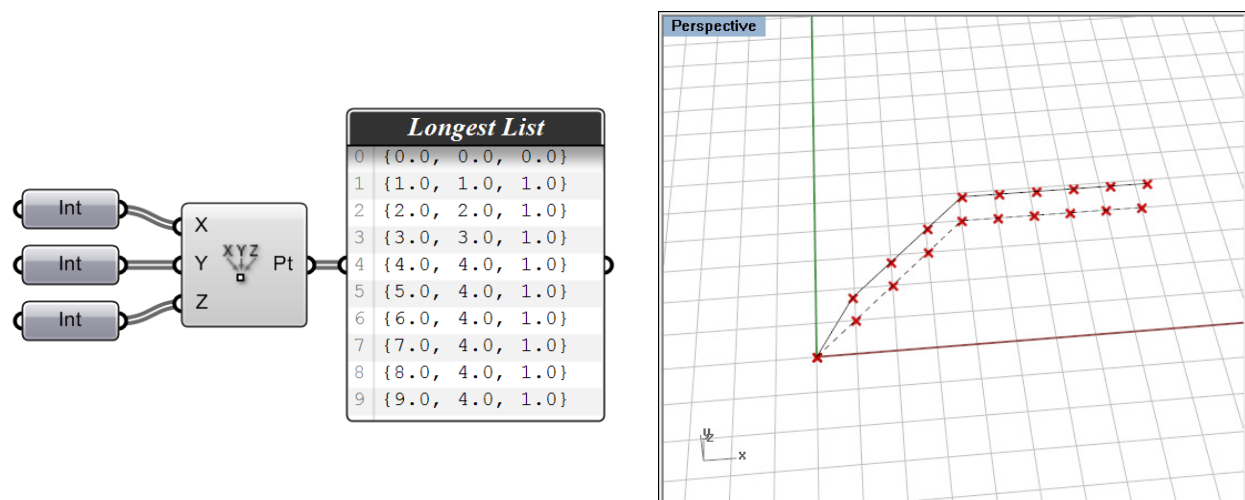 Perspective
Longest List
0 {0.0, 0.0, 0.0}
1 {1.0, 1.0, 1.0}
2 {2.0, 2.0, 1.0}
3 {3.0, 3.0, 1.0}
4 {4.0, 4.0, 1.0}
5 {5.0, 4.0, 1.0}
6 {6.0, 4.0, 1.0}
7 {7.0, 4.0, 1.0}
8 {8.0, 4.0, 1.0}
9 {9.0, 4.0, 1.0}
Int
Int
Int
X
Y
Z
X Y Z
Pt
y
z
x